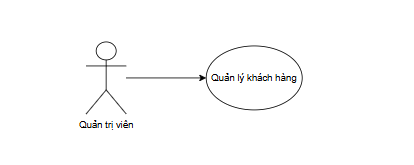 Quản lý khách hàng
Quản trị viên